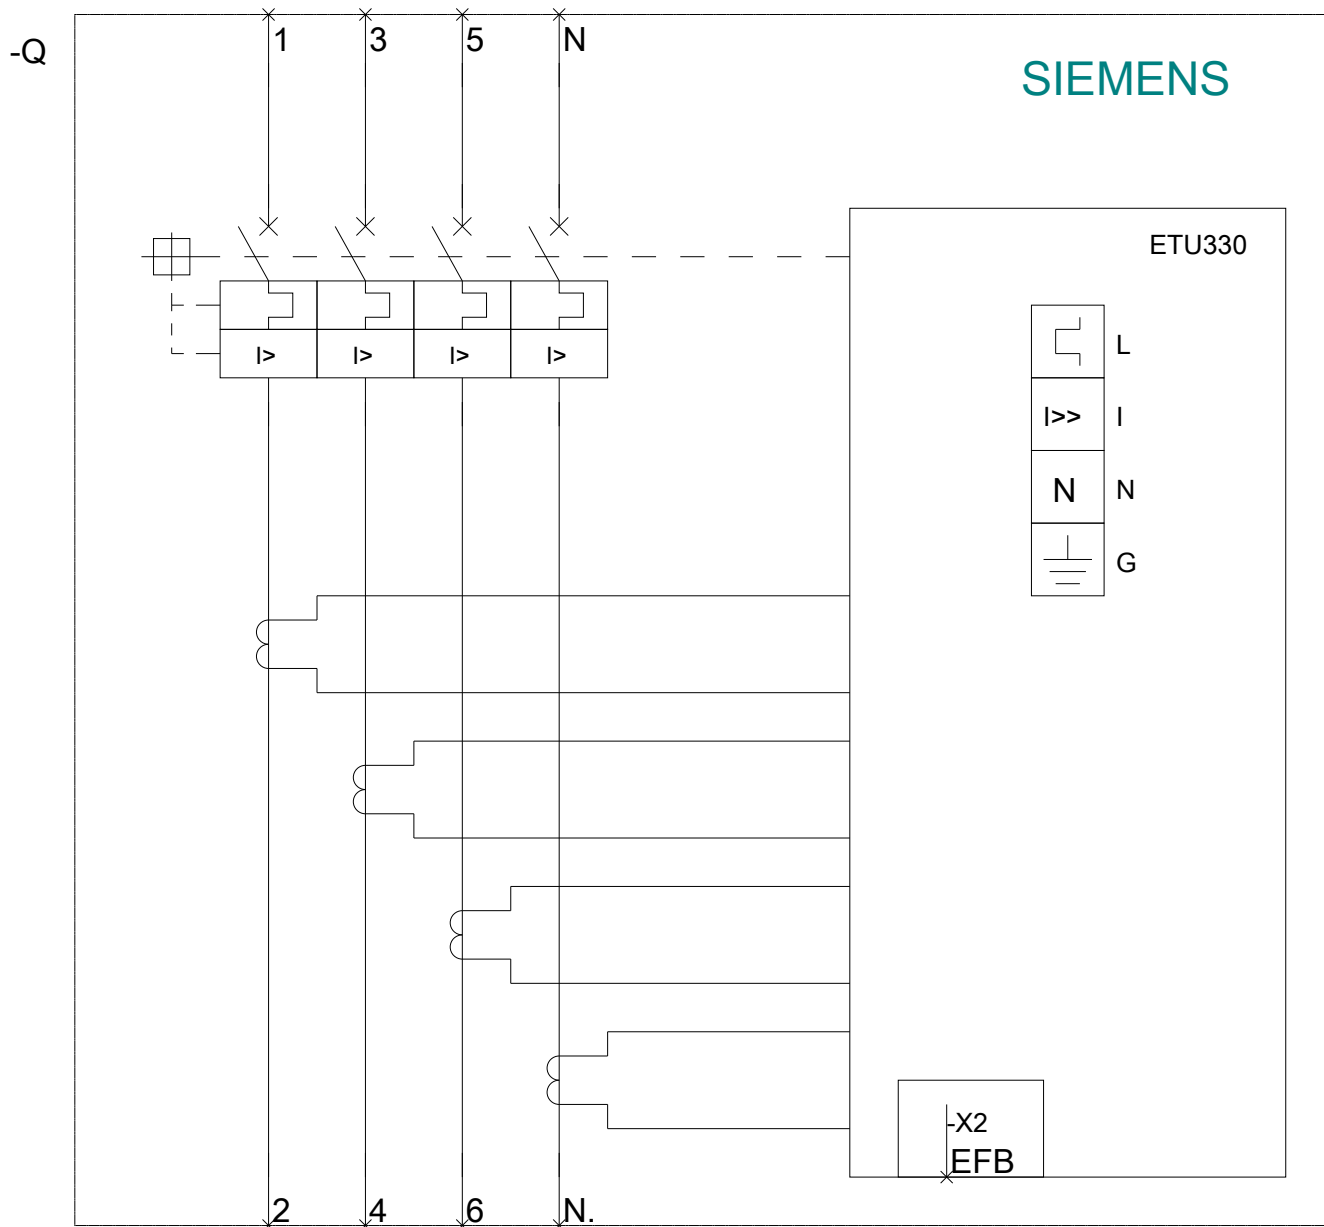 1 3 5 N
-Q
SIEMENS
ETU330
I> I> I> I>
L
I>> I
N N
G
-X2
EFB
2 4 6 N.